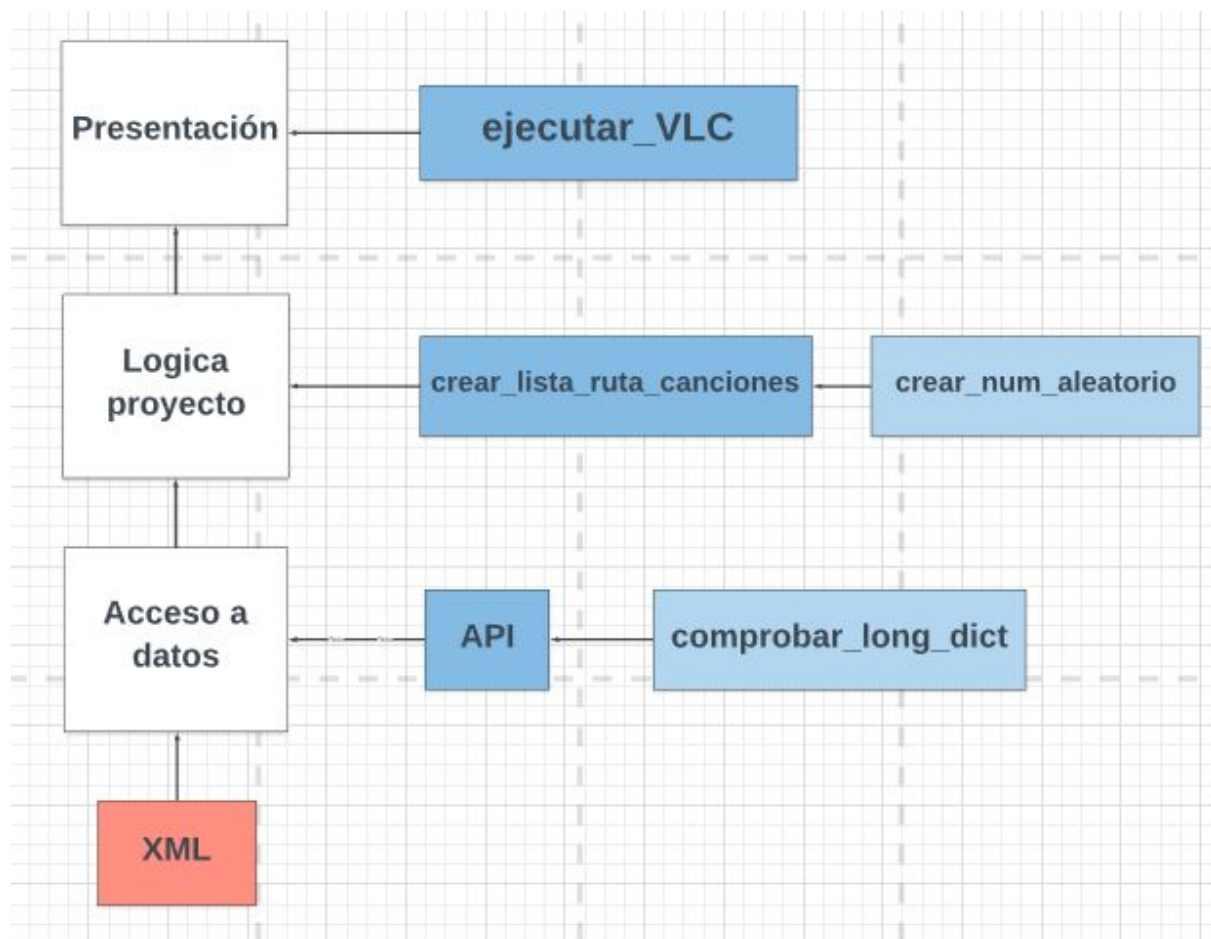 Presentación
ejecutar_VLC
Logica
proyecto
crear_lista_ruta_canciones
crear_num_aleatorio
Acceso a
datos
API
comprobar_long_dict
XML